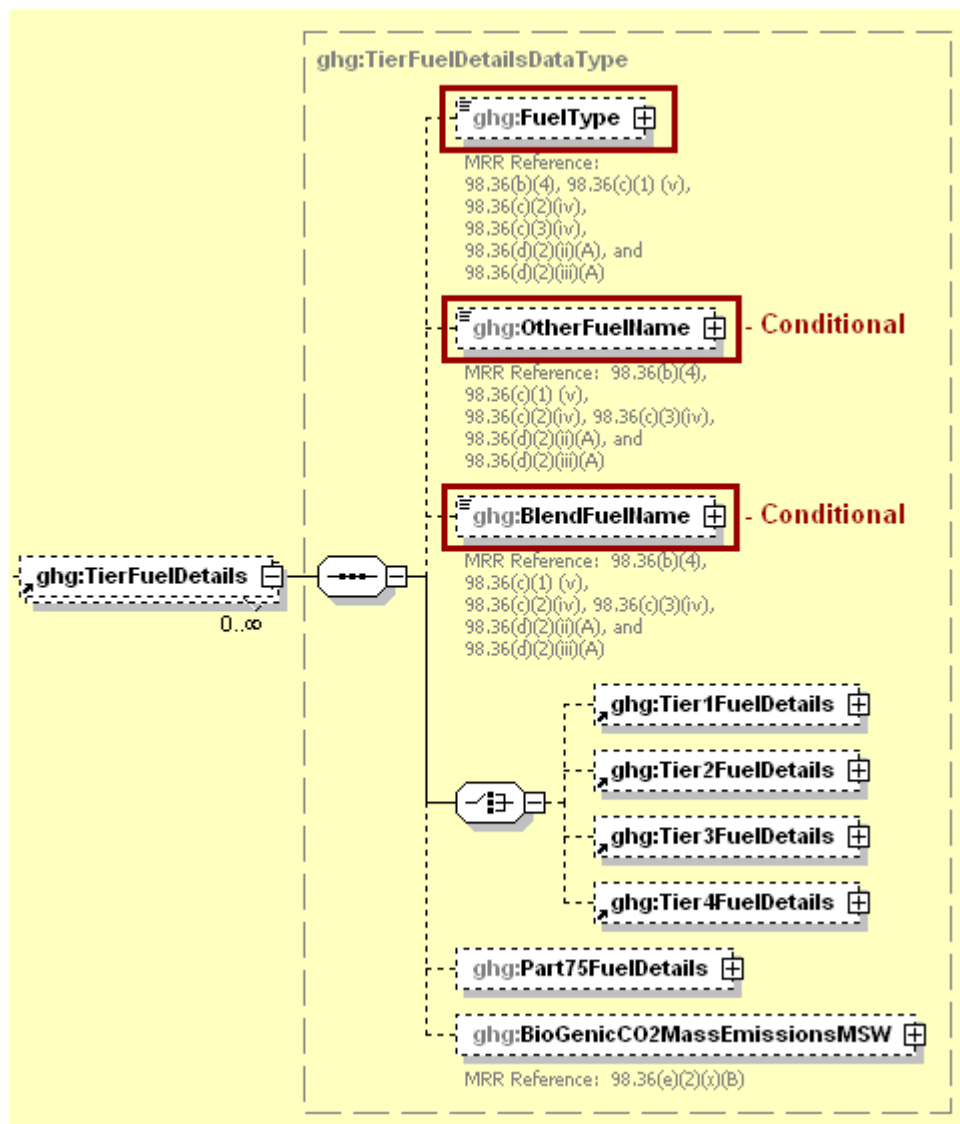 ghg:TierFuelDetailsDataType
ghg:FuelType
MRR Reference:
98.36(b)(4), 98.36(c)(1) (v),
98.36(c)(2)(iv),
98.36(c)(3)(iv),
98.36(d)(2)(ii)(A), and
98.36(d)(2)(iii)(A)
ghg:OtherFuelName
- Conditional
MRR Reference: 98.36(b)(4),
98.36(c)(1) (v),
98.36(c)(2)(iv), 98.36(c)(3)(iv),
98.36(d)(2)(ii)(A), and
98.36(d)(2)(iii)(A)
ghg:BlendFuelName
- Conditional
MRR Reference: 98.36(b)(4),
98.36(c)(1) (v),
98.36(c)(2)(iv), 98.36(c)(3)(iv),
98.36(d)(2)(ii)(A), and
98.36(d)(2)(iii)(A)
ghg:TierFuelDetails
0..∞
ghg:Tier1FuelDetails
ghg:Tier2FuelDetails
ghg:Tier3FuelDetails
ghg:Tier4FuelDetails
ghg:Part75FuelDetails
ghg:BioGenicCO2MassEmissionsMSW
MRR Reference: 98.36(e)(2)(x)(B)